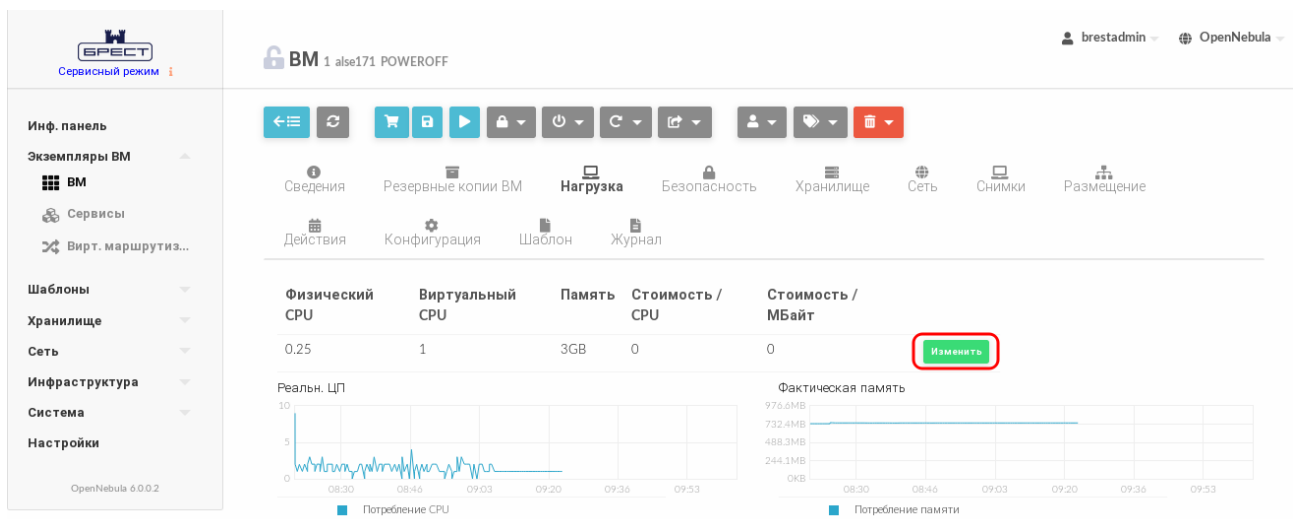 БРЕСТ
Сервисный режим i
ВМ 1 alse171 POWEROFF
brestadmin
OpenNebula
Инф. панель
Экземпляры ВМ
ВМ
Сервисы
Вирт. маршрутиз...
Шаблоны
Хранилище
Сеть
Инфраструктура
Система
Настройки
OpenNebula 6.0.0.2
Сведения Резервные копии ВМ Нагрузка Безопасность Хранилище Сеть Снимки Размещение
Действия Конфигурация Шаблон Журнал
Физический CPU Виртуальный CPU Память Стоимость / CPU Стоимость / МБайт
0.25 1 3GB 0 0 Изменить
Реальн. ЦП
10
5
0
08:30 08:46 09:03 09:20 09:36 09:53
Потребление CPU
Фактическая память
976.6MB
732.4MB
488.3MB
244.1MB
0KB
08:30 08:46 09:03 09:20 09:36 09:53
Потребление памяти